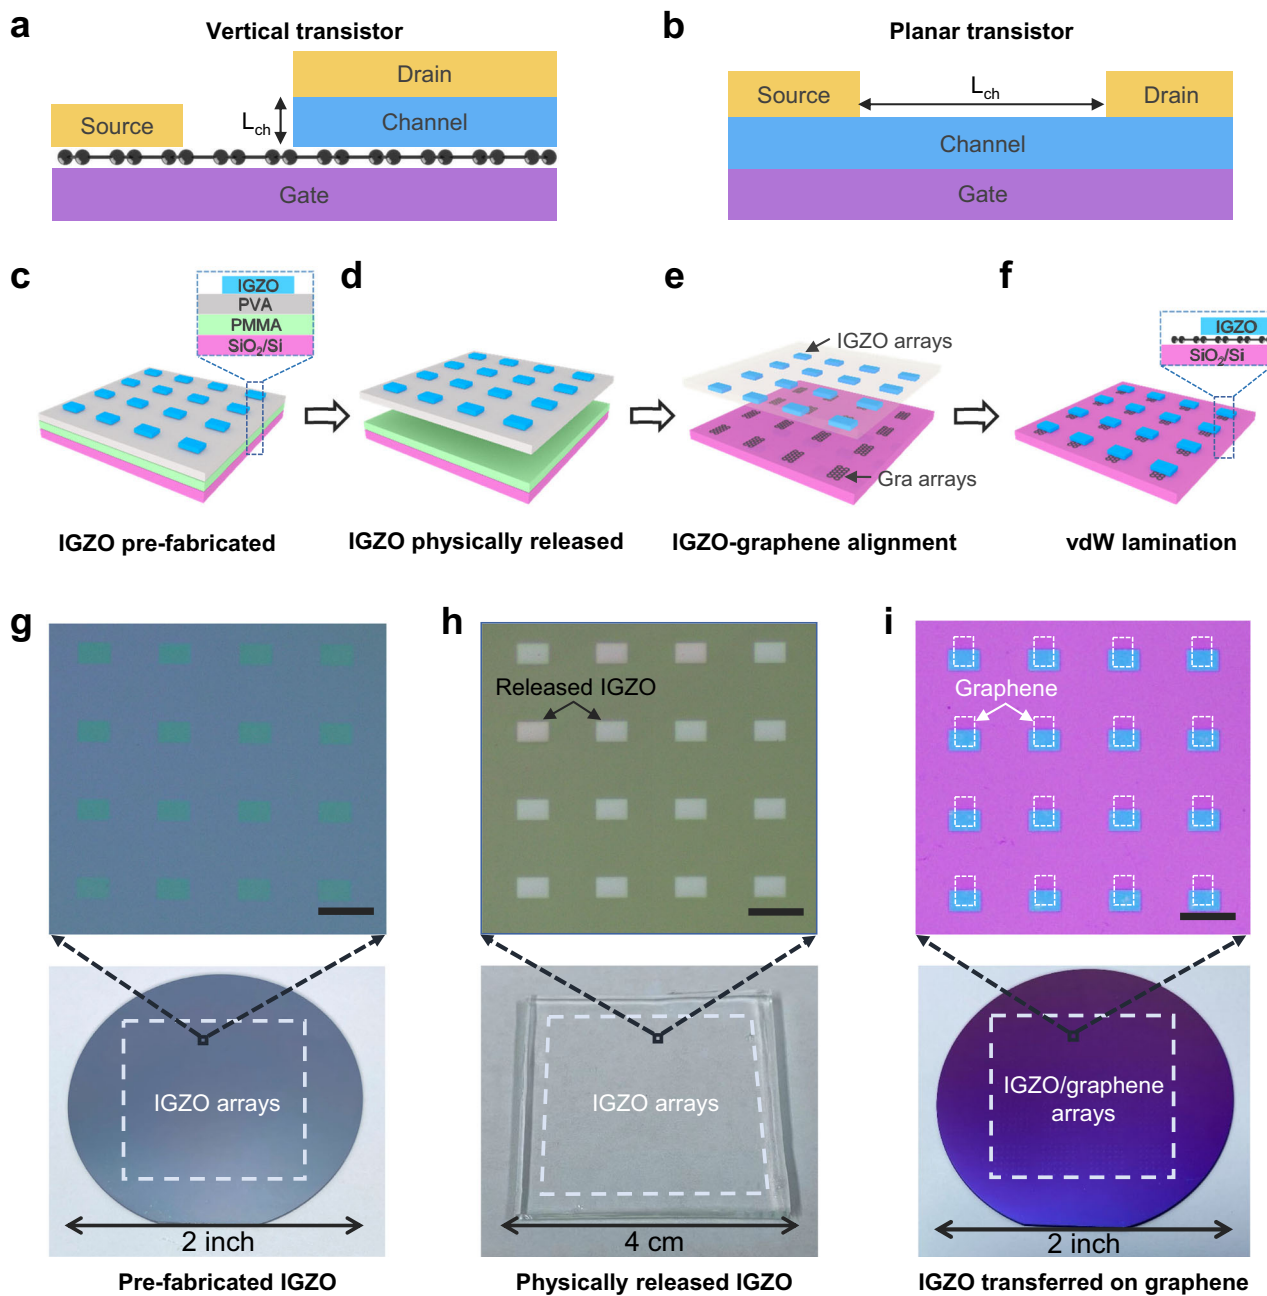 a
Vertical transistor
Drain
Source
L_ch
Channel
Gate
b
Planar transistor
Source
L_ch
Drain
Channel
Gate
c
IGZO
PVA
PMMA
SiO₂/Si
IGZO pre-fabricated
d
IGZO physically released
e
IGZO arrays
Gra arrays
IGZO-graphene alignment
f
IGZO
SiO₂/Si
vdW lamination
g
IGZO arrays
2 inch
Pre-fabricated IGZO
h
Released IGZO
IGZO arrays
4 cm
Physically released IGZO
i
Graphene
IGZO/graphene
arrays
2 inch
IGZO transferred on graphene